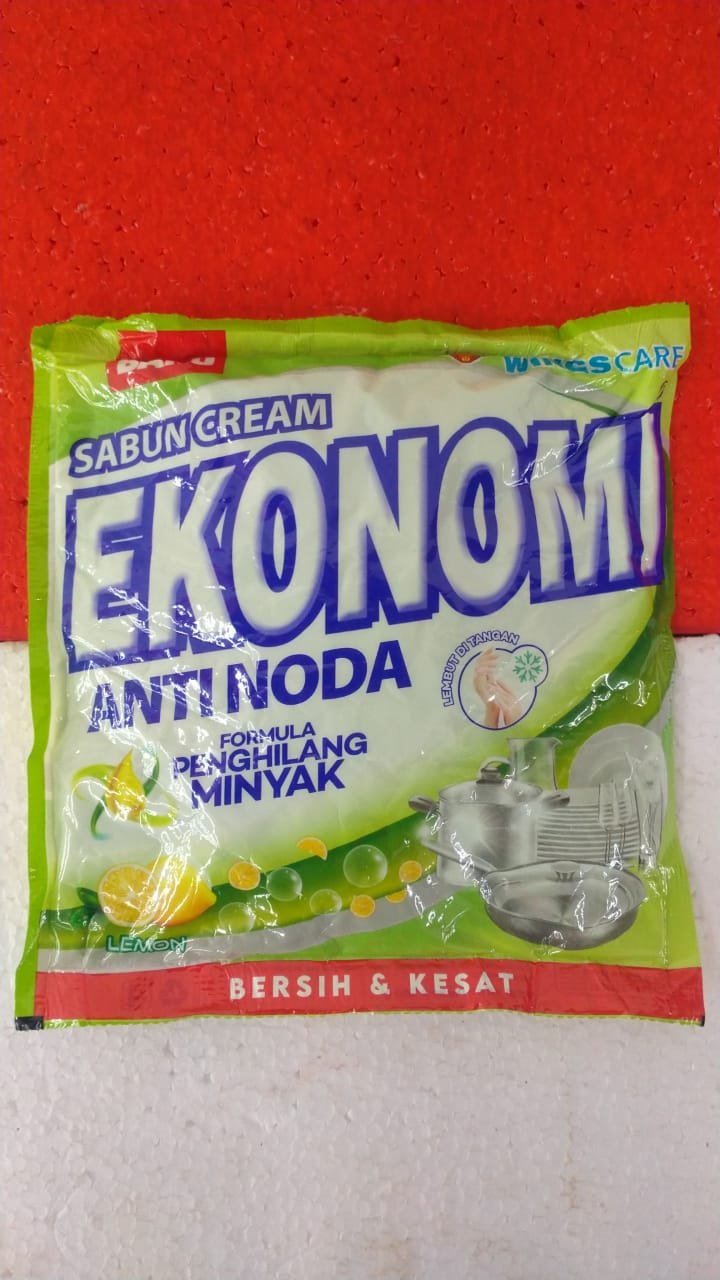 WINGSCARE
SABUN CREAM
EKONOMI
ANTI NODA
LEMBUT DI TANGAN
FORMULA
PENGHILANG
MINYAK
LEMON
BERSIH & KESAT